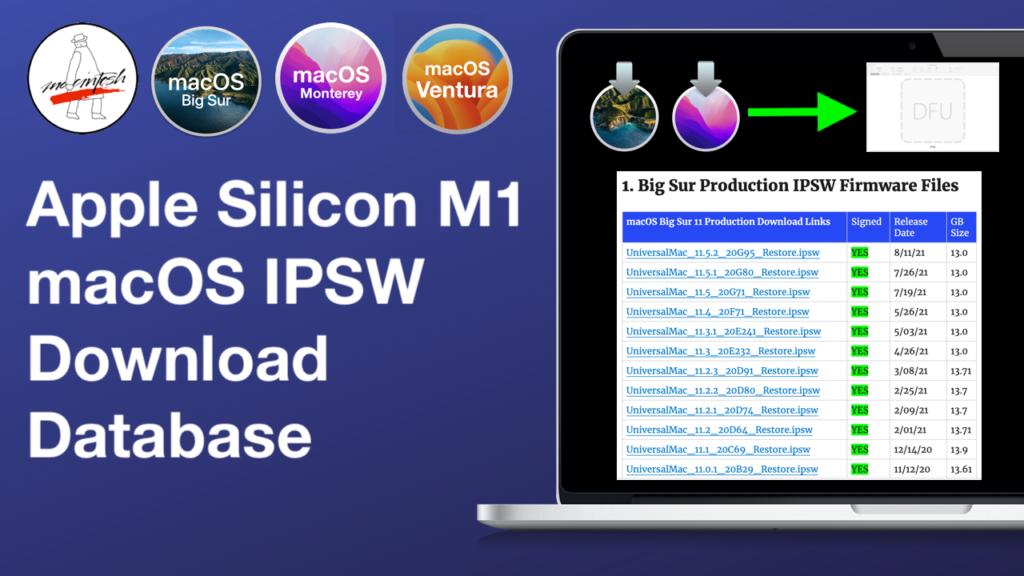 macintosh
macOS
Big Sur
macOS
Monterey
macOS
Ventura
Apple Silicon M1
macOS IPSW
Download
Database
DFU
1. Big Sur Production IPSW Firmware Files
macOS Big Sur 11 Production Download Links Signed Release Date GB Size
UniversalMac_11.5.2_20G95_Restore.ipsw YES 8/11/21 13.0
UniversalMac_11.5.1_20G80_Restore.ipsw YES 7/26/21 13.0
UniversalMac_11.5_20G71_Restore.ipsw YES 7/19/21 13.0
UniversalMac_11.4_20F71_Restore.ipsw YES 5/26/21 13.0
UniversalMac_11.3.1_20E241_Restore.ipsw YES 5/03/21 13.0
UniversalMac_11.3_20E232_Restore.ipsw YES 4/26/21 13.0
UniversalMac_11.2.3_20D91_Restore.ipsw YES 3/08/21 13.71
UniversalMac_11.2.2_20D80_Restore.ipsw YES 2/25/21 13.7
UniversalMac_11.2.1_20D74_Restore.ipsw YES 2/09/21 13.7
UniversalMac_11.2_20D64_Restore.ipsw YES 2/01/21 13.71
UniversalMac_11.1_20C69_Restore.ipsw YES 12/14/20 13.9
UniversalMac_11.0.1_20B29_Restore.ipsw YES 11/12/20 13.61